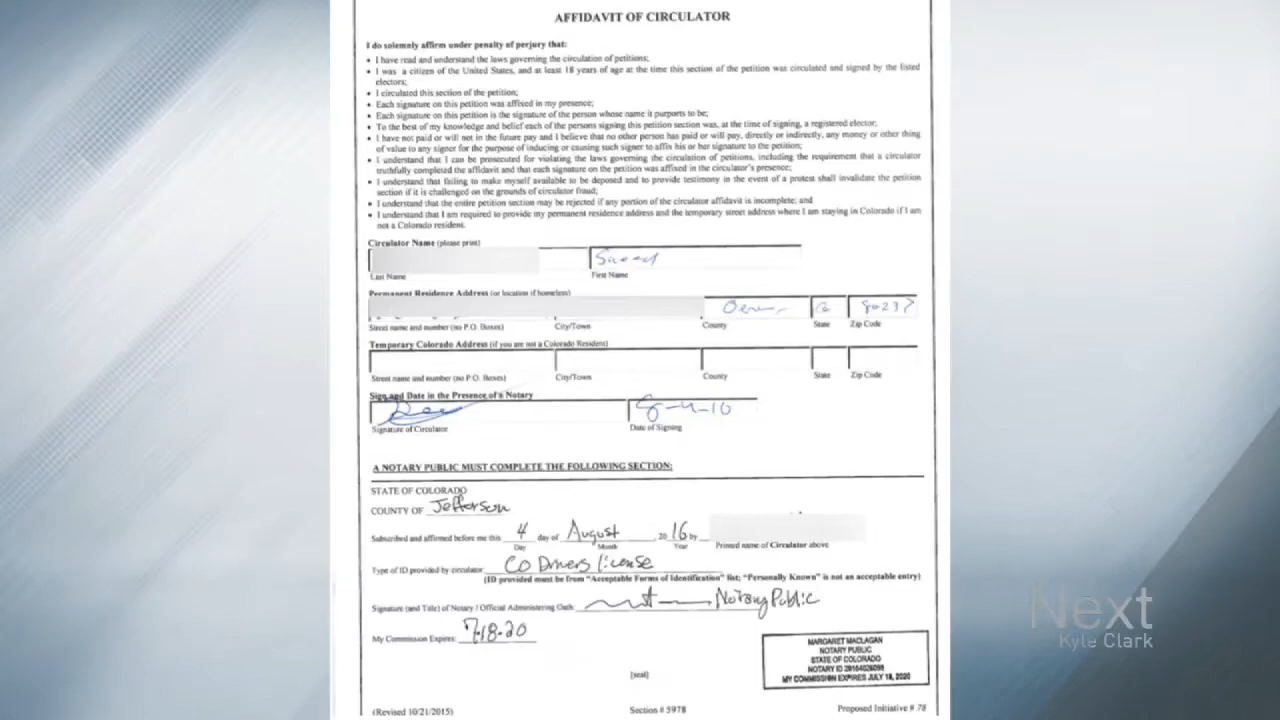 AFFIDAVIT OF CIRCULATOR
I do solemnly affirm under penalty of perjury that:
• I have read and understand the laws governing the circulation of petitions;
• I was a citizen of the United States, and at least 18 years of age at the time this section of the petition was circulated and signed by the listed
electors;
• I circulated this section of the petition;
• Each signature on this petition was affixed in my presence;
• Each signature on this petition is the signature of the person whose name it purports to be;
• To the best of my knowledge and belief each of the persons signing this petition section was, at the time of signing, a registered elector;
• I have not paid or will not in the future pay and I believe that no other person has paid or will pay, directly or indirectly, any money or other thing
of value to any signer for the purpose of inducing or causing such signer to affix his or her signature to the petition;
• I understand that I can be prosecuted for violating the laws governing the circulation of petitions, including the requirement that a circulator
truthfully completed the affidavit and that each signature on the petition was affixed in the circulator's presence;
• I understand that failing to make myself available to be deposed and to provide testimony in the event of a protest shall invalidate the petition
section if it is challenged on the grounds of circulator fraud;
• I understand that the entire petition section may be rejected if any portion of the circulator affidavit is incomplete; and
• I understand that I am required to provide my permanent residence address and the temporary street address where I am staying in Colorado if I am
not a Colorado resident.
Circulator Name (please print)
Saeed
Last Name First Name
Permanent Residence Address (or location if homeless)
80237
Street name and number (no P.O. Boxes) City/Town County State Zip Code
Temporary Colorado Address (if you are not a Colorado Resident)
Street name and number (no P.O. Boxes) City/Town County State Zip Code
Sign and Date in the Presence of a Notary
8-4-16
Signature of Circulator Date of Signing
A NOTARY PUBLIC MUST COMPLETE THE FOLLOWING SECTION:
STATE OF COLORADO
COUNTY OF Jefferson
Subscribed and affirmed before me this 4 day of August, 2016 by
Day Month Year Printed name of Circulator above
Type of ID provided by circulator: CO Drivers license
(ID provided must be from "Acceptable Forms of Identification" list; "Personally Known" is not an acceptable entry)
Signature (and Title) of Notary / Official Administering Oath: Notary Public
My Commission Expires: 7-18-20
MARGARET MACLAGAN
NOTARY PUBLIC
STATE OF COLORADO
NOTARY ID
MY COMMISSION EXPIRES JULY 18, 2020
[seal]
(Revised 10/21/2015) Section # 5978 Proposed Initiative # 78
Next
Kyle Clark